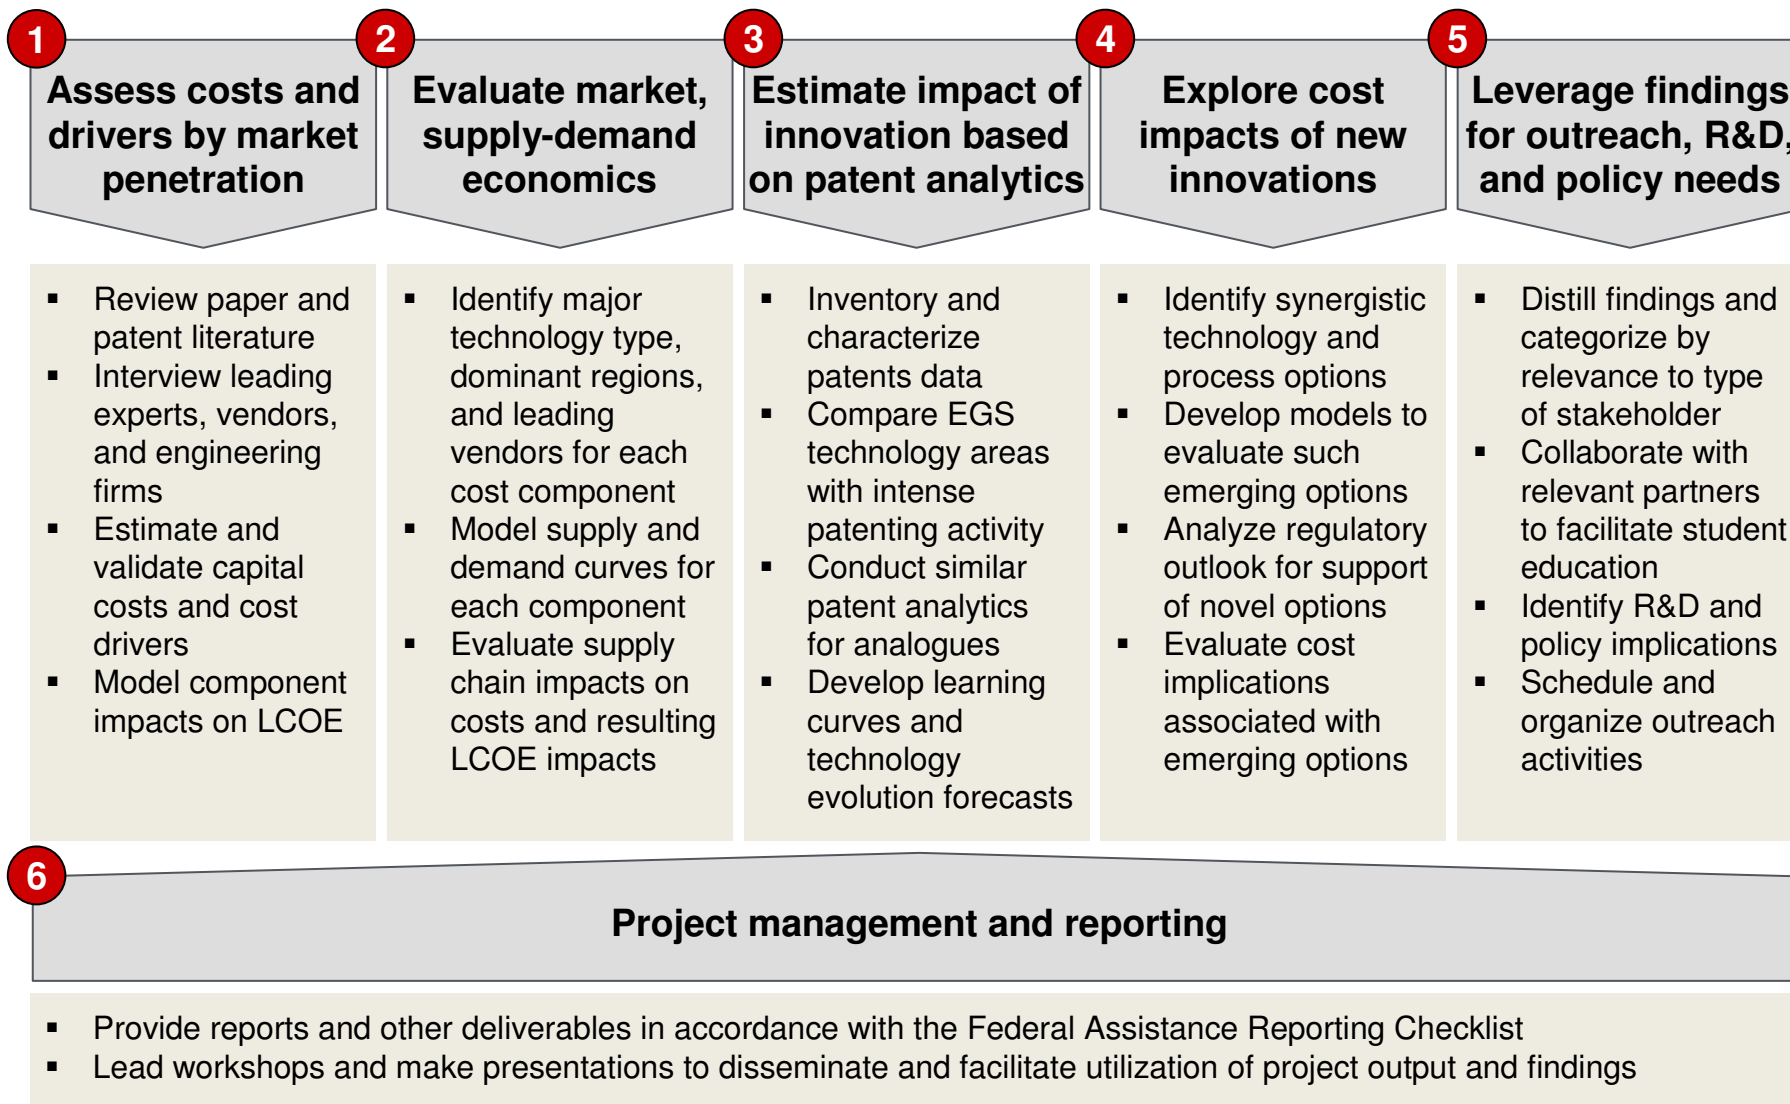 1
Assess costs and
drivers by market
penetration
▪ Review paper and
patent literature
▪ Interview leading
experts, vendors,
and engineering
firms
▪ Estimate and
validate capital
costs and cost
drivers
▪ Model component
impacts on LCOE
2
Evaluate market,
supply-demand
economics
▪ Identify major
technology type,
dominant regions,
and leading
vendors for each
cost component
▪ Model supply and
demand curves for
each component
▪ Evaluate supply
chain impacts on
costs and resulting
LCOE impacts
3
Estimate impact of
innovation based
on patent analytics
▪ Inventory and
characterize
patents data
▪ Compare EGS
technology areas
with intense
patenting activity
▪ Conduct similar
patent analytics
for analogues
▪ Develop learning
curves and
technology
evolution forecasts
4
Explore cost
impacts of new
innovations
▪ Identify synergistic
technology and
process options
▪ Develop models to
evaluate such
emerging options
▪ Analyze regulatory
outlook for support
of novel options
▪ Evaluate cost
implications
associated with
emerging options
5
Leverage findings
for outreach, R&D,
and policy needs
▪ Distill findings and
categorize by
relevance to type
of stakeholder
▪ Collaborate with
relevant partners
to facilitate student
education
▪ Identify R&D and
policy implications
▪ Schedule and
organize outreach
activities
6
Project management and reporting
▪ Provide reports and other deliverables in accordance with the Federal Assistance Reporting Checklist
▪ Lead workshops and make presentations to disseminate and facilitate utilization of project output and findings